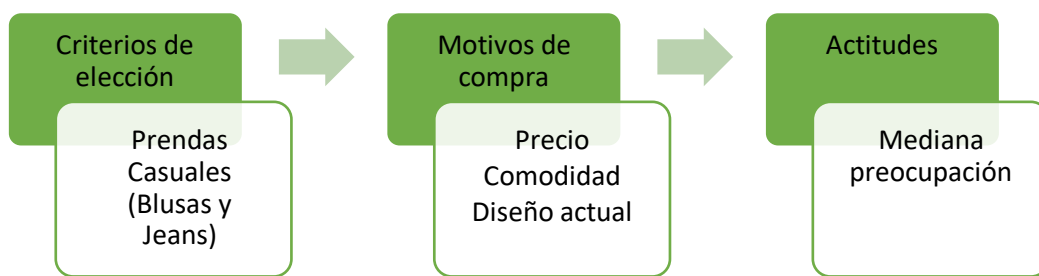 Criterios de
elección
Prendas
Casuales
(Blusas y
Jeans)
Motivos de
compra
Precio
Comodidad
Diseño actual
Actitudes
Mediana
preocupación